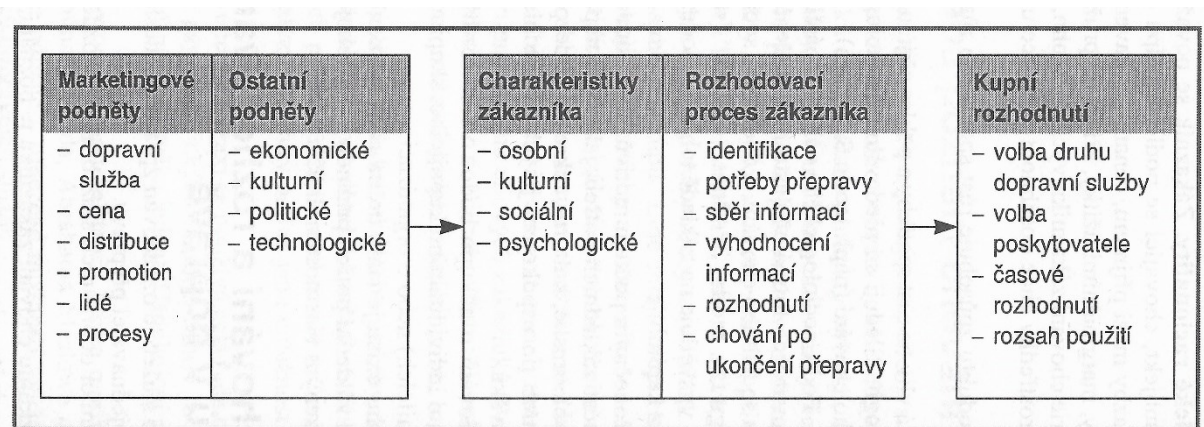 Marketingové
podněty
– dopravní
služba
– cena
– distribuce
– promotion
– lidé
– procesy
Ostatní
podněty
– ekonomické
– kulturní
– politické
– technologické
Charakteristiky
zákazníka
– osobní
– kulturní
– sociální
– psychologické
Rozhodovací
proces zákazníka
– identifikace
potřeby přepravy
– sběr informací
– vyhodnocení
informací
– rozhodnutí
– chování po
ukončení přepravy
Kupní
rozhodnutí
– volba druhu
dopravní služby
– volba
poskytovatele
– časové
rozhodnutí
– rozsah použití